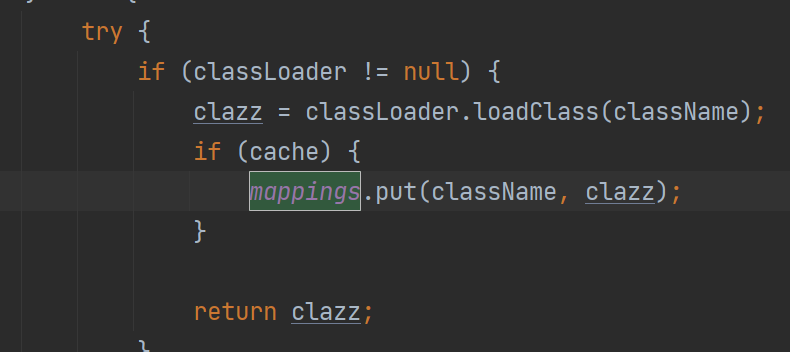 try {
if (classLoader != null) {
clazz = classLoader.loadClass(className);
if (cache) {
mappings.put(className, clazz);
}
return clazz;